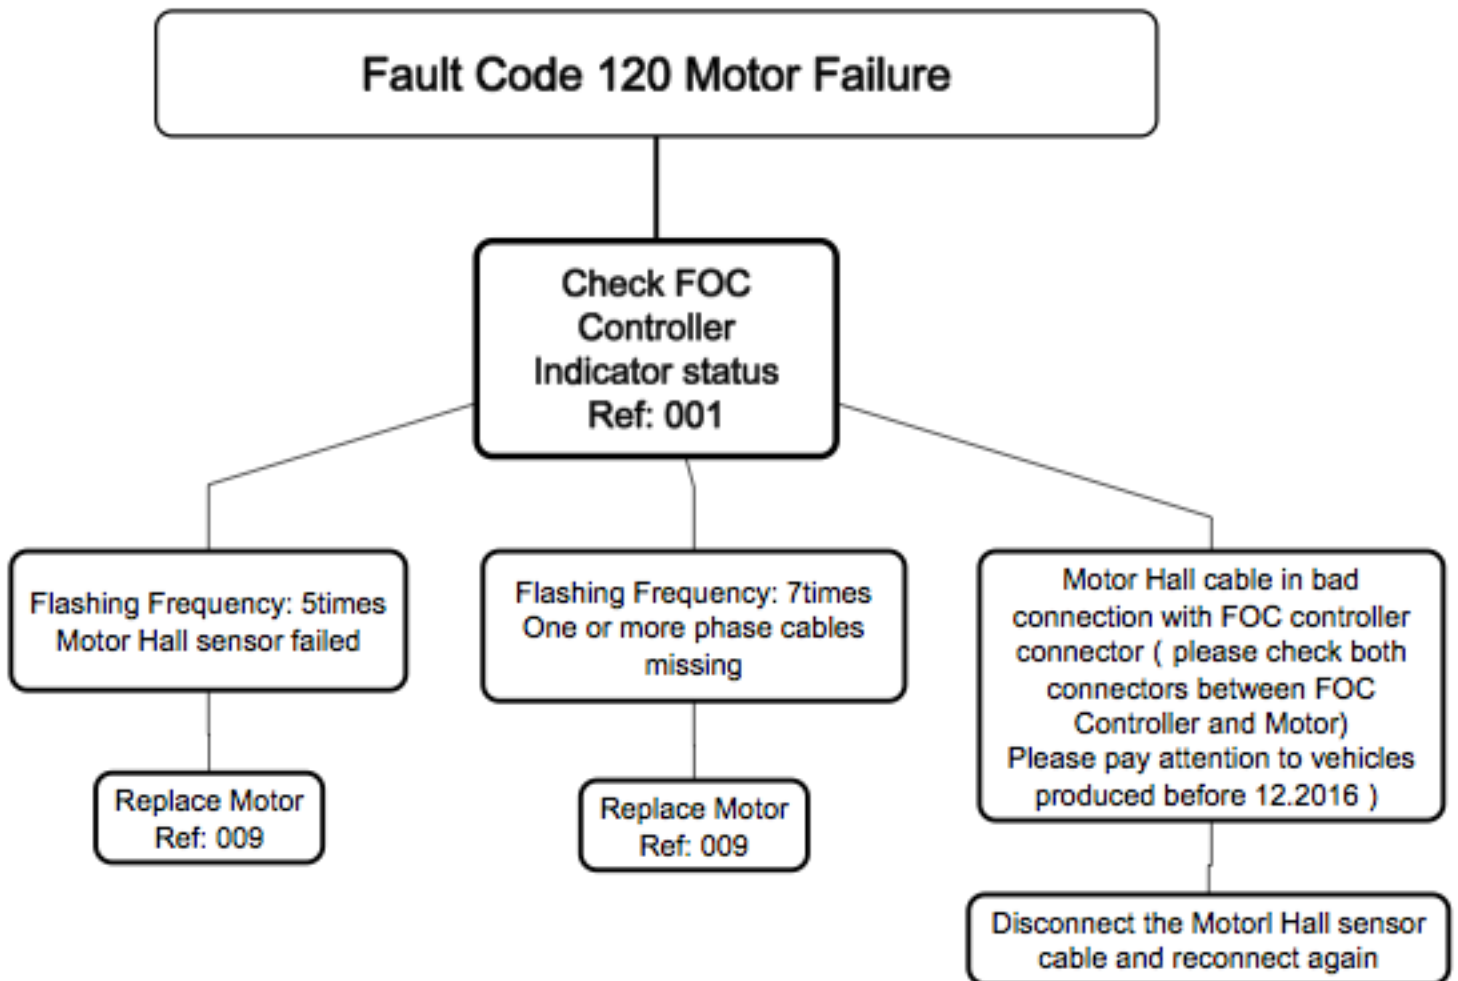 Fault Code 120 Motor Failure
Check FOC
Controller
Indicator status
Ref: 001
Flashing Frequency: 5times
Motor Hall sensor failed
Replace Motor
Ref: 009
Flashing Frequency: 7times
One or more phase cables
missing
Replace Motor
Ref: 009
Motor Hall cable in bad
connection with FOC controller
connector ( please check both
connectors between FOC
Controller and Motor)
Please pay attention to vehicles
produced before 12.2016 )
Disconnect the Motorl Hall sensor
cable and reconnect again